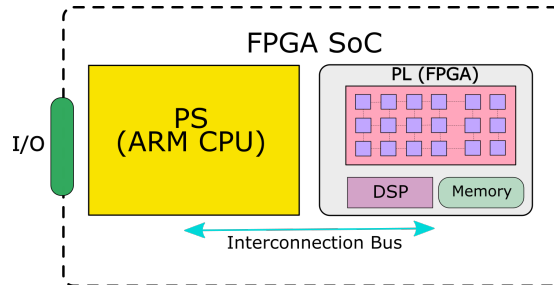 FPGA SoC
PL (FPGA)
PS
(ARM CPU)
I/O
DSP
Memory
Interconnection Bus